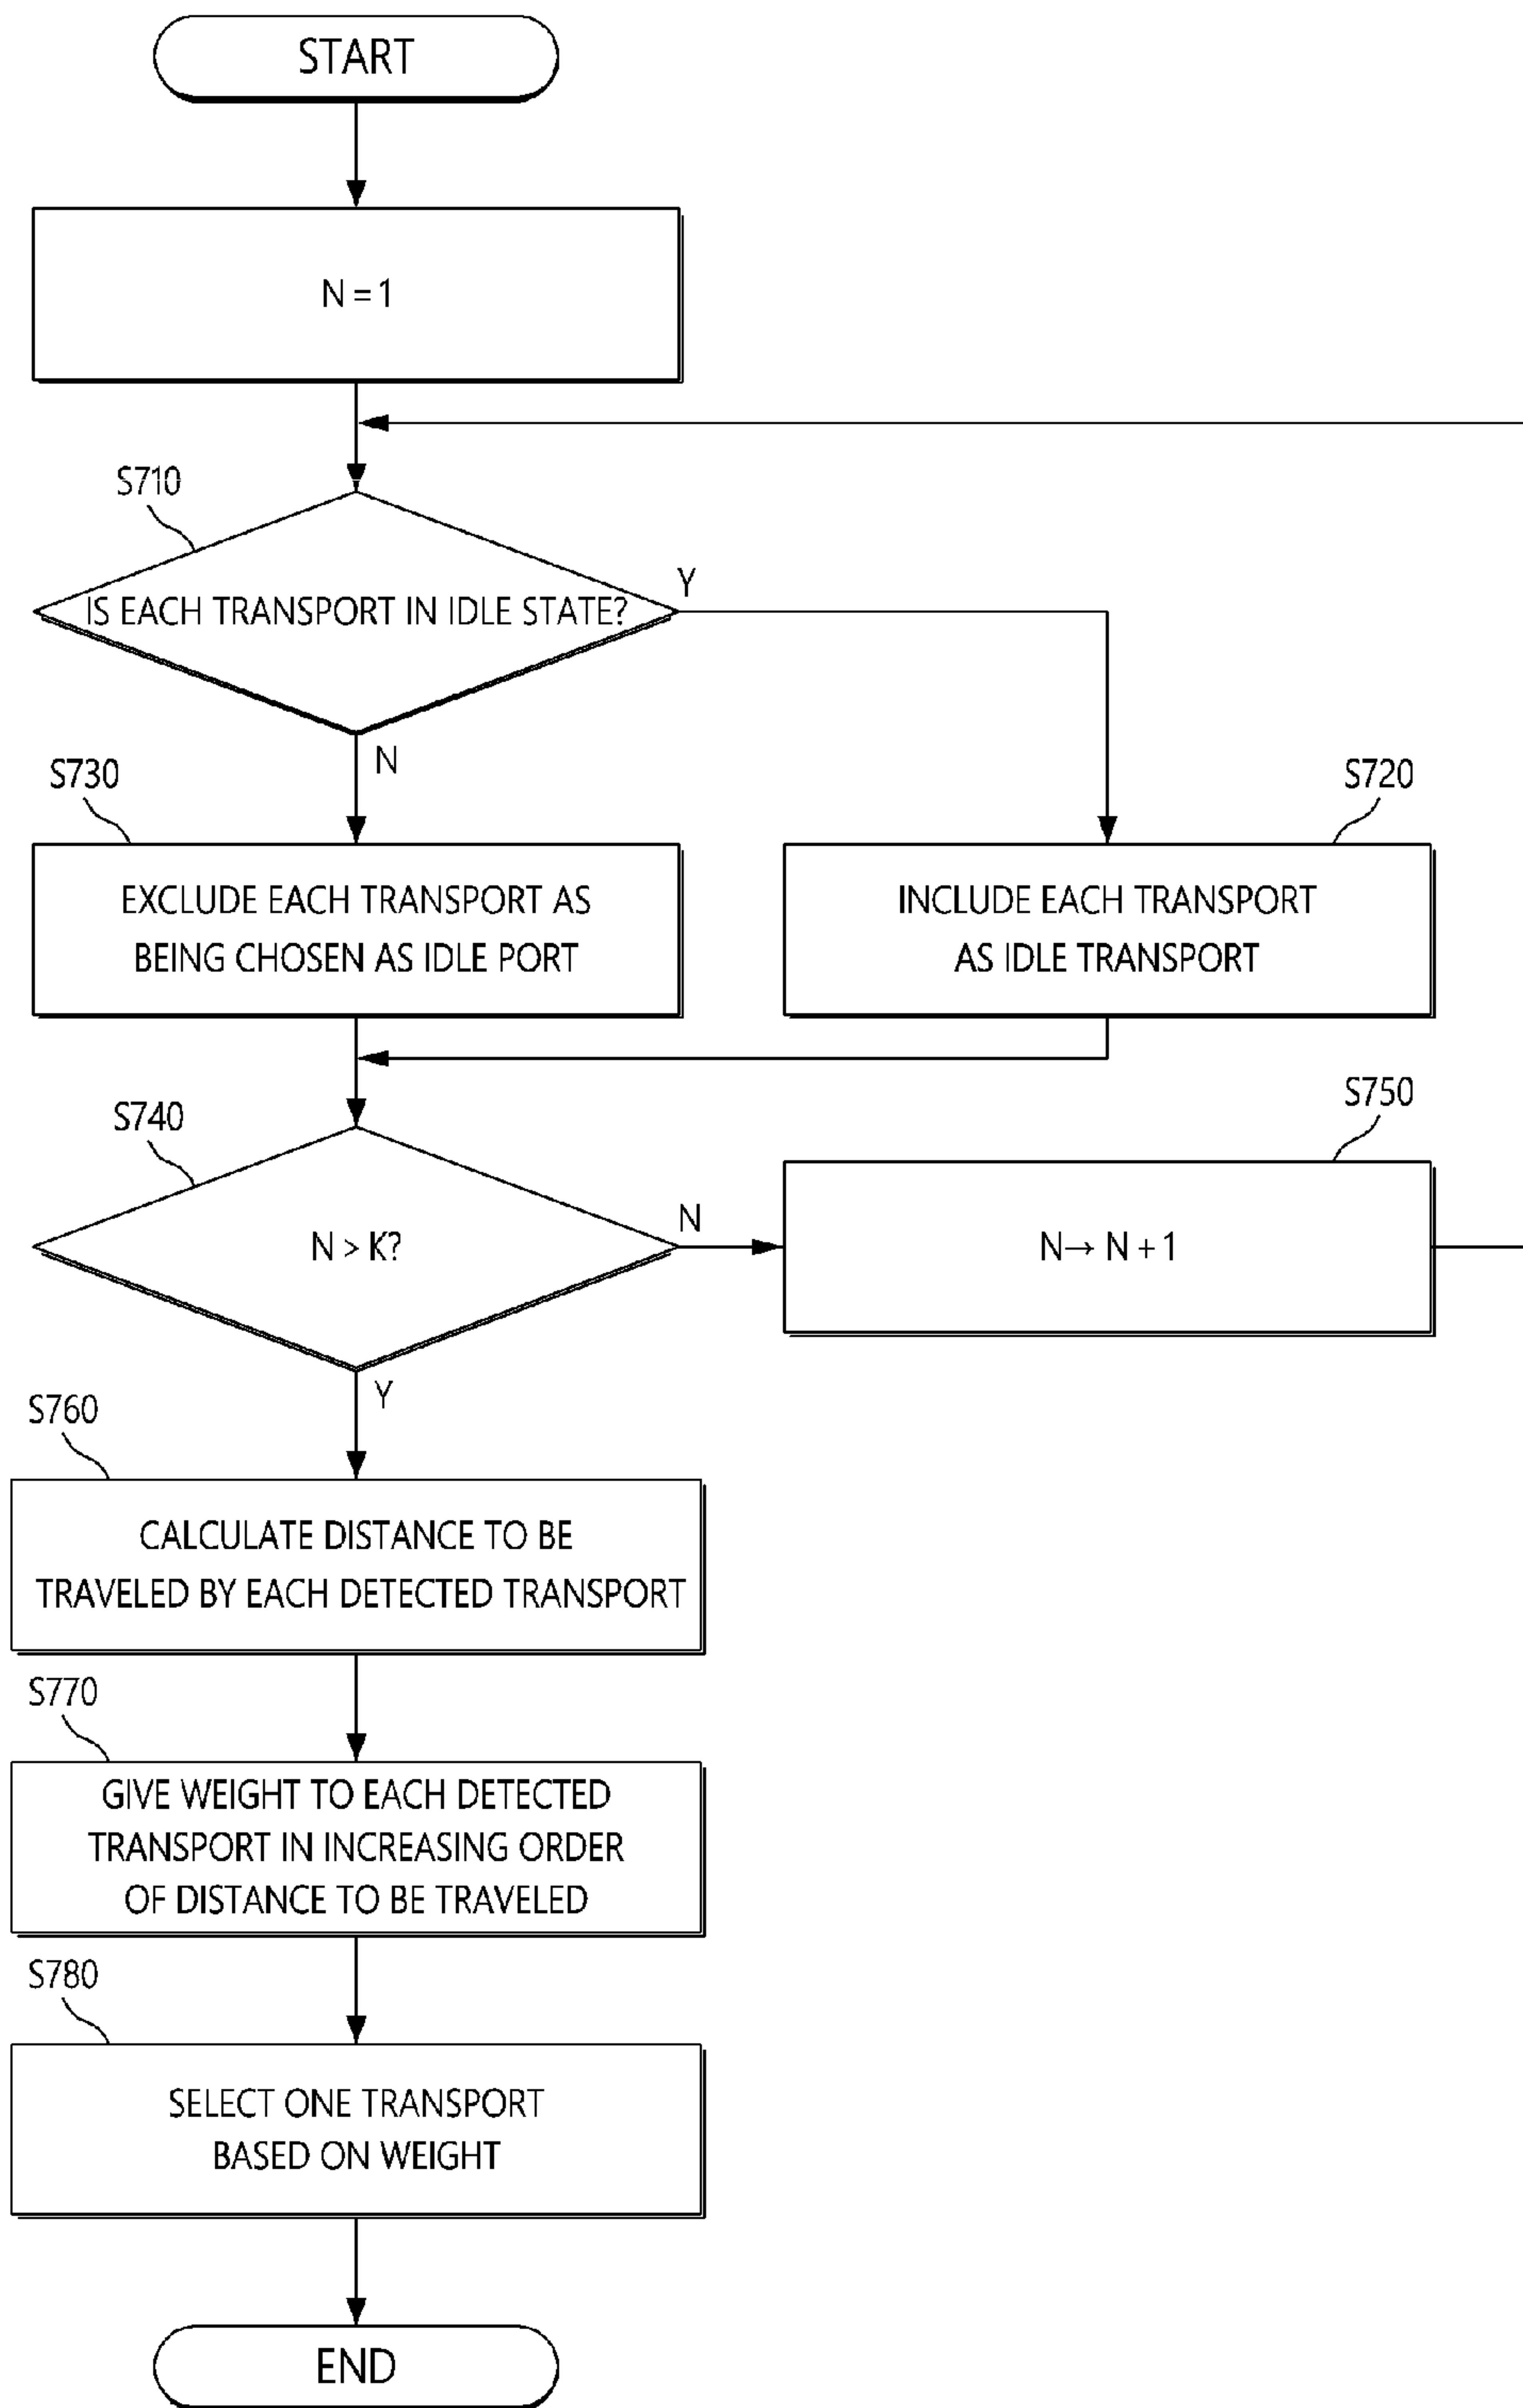 START
N = 1
S710
IS EACH TRANSPORT IN IDLE STATE?
Y
N
S730
EXCLUDE EACH TRANSPORT AS
BEING CHOSEN AS IDLE PORT
S720
INCLUDE EACH TRANSPORT
AS IDLE TRANSPORT
S740
N > K?
N
S750
N→ N + 1
Y
S760
CALCULATE DISTANCE TO BE
TRAVELED BY EACH DETECTED TRANSPORT
S770
GIVE WEIGHT TO EACH DETECTED
TRANSPORT IN INCREASING ORDER
OF DISTANCE TO BE TRAVELED
S780
SELECT ONE TRANSPORT
BASED ON WEIGHT
END